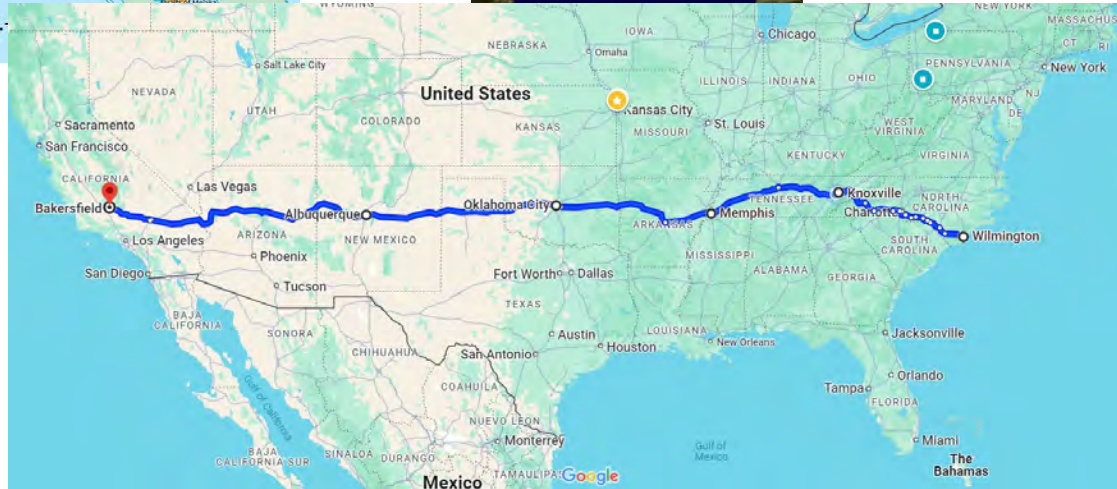 WYOMING
NEBRASKA
IOWA
Omaha
Chicago
NEW YORK
MASSACHUS
CT
RI
PENNSYLVANIA
New York
Salt Lake City
NEVADA
UTAH
COLORADO
United States
KANSAS
Kansas City
MISSOURI
St. Louis
ILLINOIS
INDIANA
OHIO
WEST
VIRGINIA
MARYLAND
NJ
DE
Sacramento
San Francisco
CALIFORNIA
Las Vegas
KENTUCKY
VIRGINIA
Bakersfield
Albuquerque
Oklahoma City
Memphis
TENNESSEE
Knoxville
NORTH
CAROLINA
Charlotte
Wilmington
Los Angeles
ARIZONA
Phoenix
NEW MEXICO
ARKANSAS
MISSISSIPPI
ALABAMA
SOUTH
CAROLINA
GEORGIA
San Diego
Tucson
Fort Worth
Dallas
TEXAS
BAJA
CALIFORNIA
SONORA
CHIHUAHUA
Austin
San Antonio
Houston
LOUISIANA
New Orleans
Jacksonville
Orlando
Tampa
FLORIDA
Gulf of California
COAHUILA
NUEVO LEON
Monterrey
BAJA
CALIFORNIA SUR
SINALOA
DURANGO
TAMAULIPAS
Mexico
Google
Gulf of
Mexico
Miami
The
Bahamas